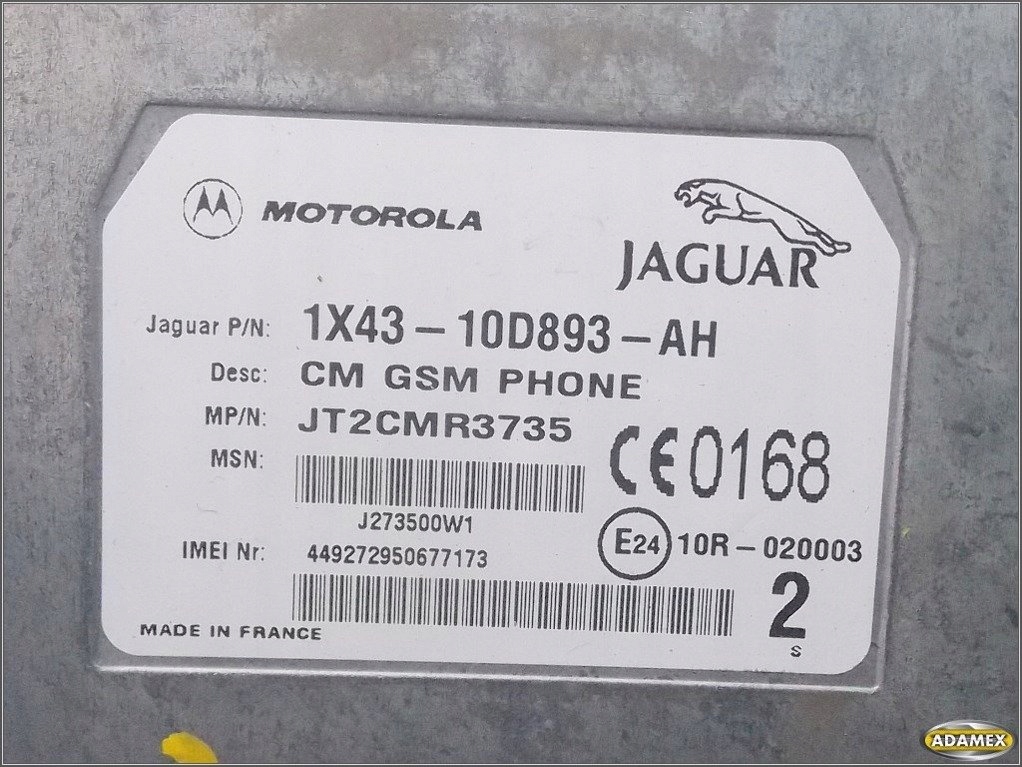 MOTOROLA
JAGUAR
Jaguar P/N: 1X43-10D893-AH
Desc: CM GSM PHONE
MP/N: JT2CMR3735
MSN:
J273500W1
CE0168
IMEI Nr: 449272950677173
E24 10R-020003
2
S
MADE IN FRANCE
ADAMEX